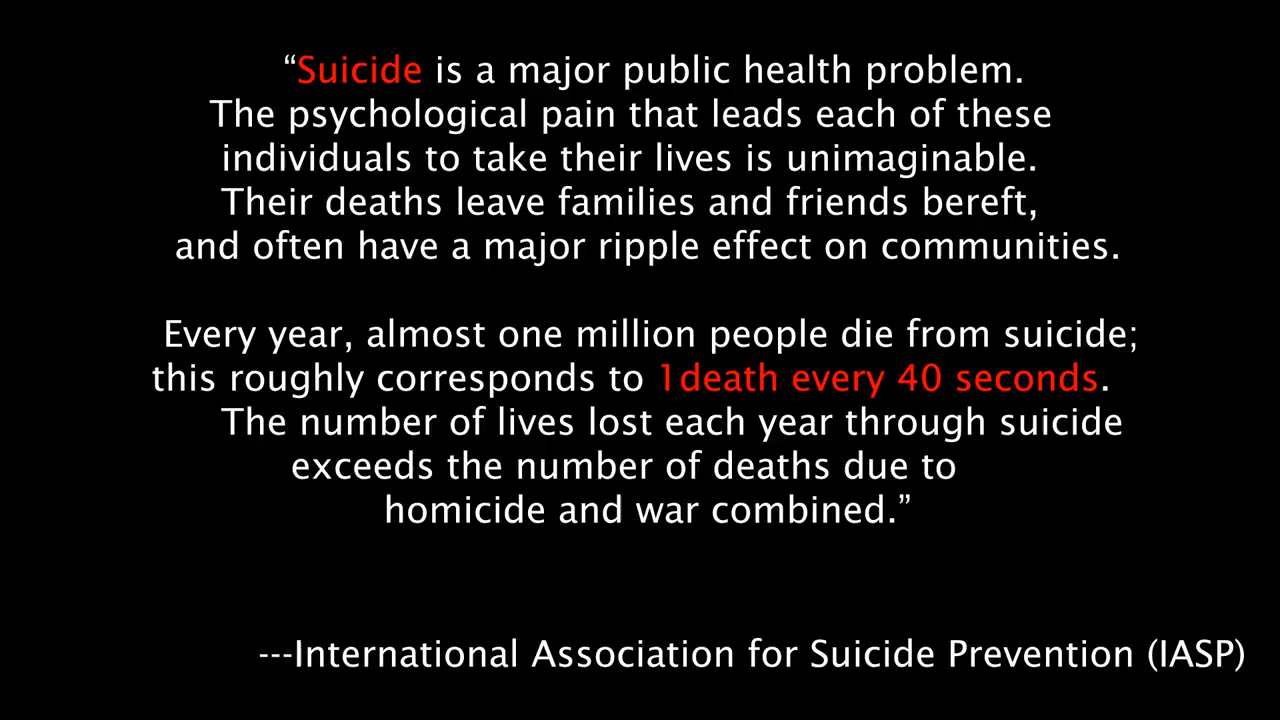 “Suicide is a major public health problem.
The psychological pain that leads each of these
individuals to take their lives is unimaginable.
Their deaths leave families and friends bereft,
and often have a major ripple effect on communities.
Every year, almost one million people die from suicide;
this roughly corresponds to 1death every 40 seconds.
The number of lives lost each year through suicide
exceeds the number of deaths due to
homicide and war combined.”
---International Association for Suicide Prevention (IASP)